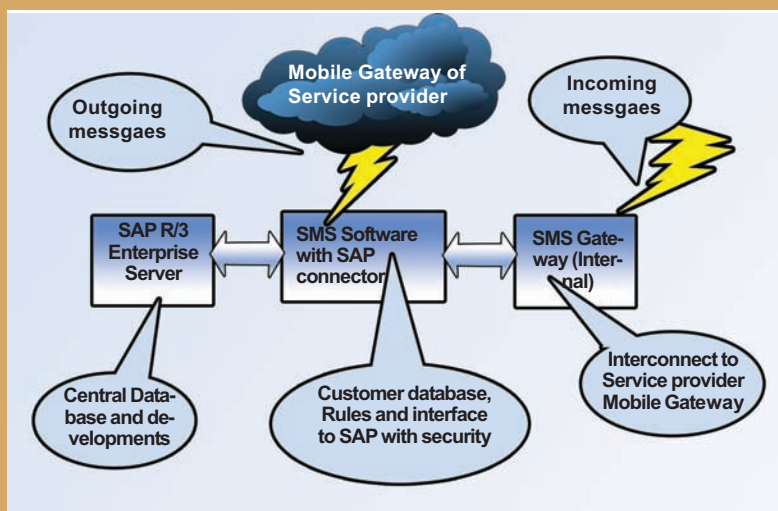 Mobile Gateway of
Service provider
Outgoing
messgaes
Incoming
messgaes
SAP R/3
Enterprise
Server
SMS Software
with SAP
connector
SMS Gate-
way (Inter-
nal)
Central Data-
base and de-
velopments
Customer database,
Rules and interface
to SAP with security
Interconnect to
Service provider
Mobile Gateway